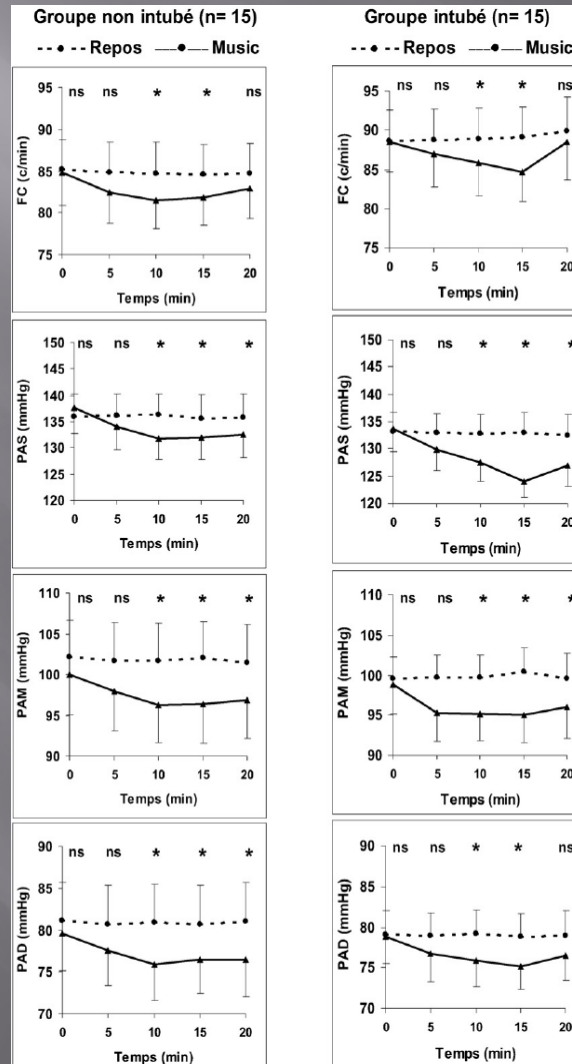 Groupe non intubé (n= 15)
Repos Music
95
90
85
80
75
FC (c/min)
ns ns * * ns
0 5 10 15 20
Temps (min)
150
145
140
135
130
125
120
PAS (mmHg)
ns ns * * *
0 5 10 15 20
Temps (min)
110
105
100
95
90
PAM (mmHg)
ns ns * * *
0 5 10 15 20
Temps (min)
90
85
80
75
70
PAD (mmHg)
ns ns * * *
0 5 10 15 20
Temps (min)
Groupe intubé (n= 15)
Repos Music
95
90
85
80
75
FC (c/min)
ns ns * * ns
0 5 10 15 20
Temps (min)
150
145
140
135
130
125
120
PAS (mmHg)
ns ns * * *
0 5 10 15 20
Temps (min)
110
105
100
95
90
PAM (mmHg)
ns ns * * *
0 5 10 15 20
Temps (min)
90
85
80
75
70
PAD (mmHg)
ns ns * * ns
0 5 10 15 20
Temps (min)